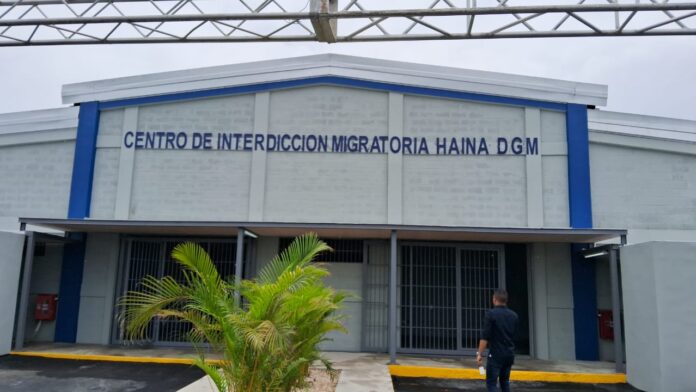 CENTRO DE INTERDICCION MIGRATORIA HAINA DGM